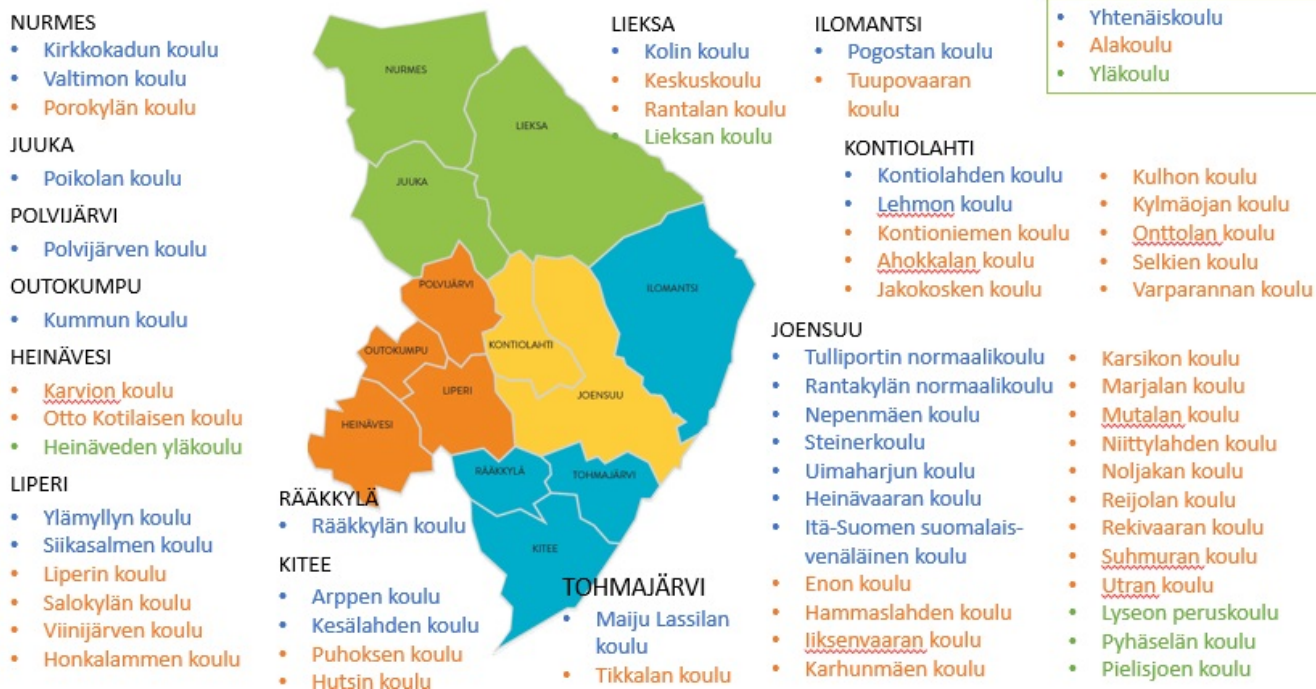 NURMES
• Kirkkokadun koulu
• Valtimon koulu
• Porokylän koulu
JUUKA
• Poikolan koulu
POLVIJÄRVI
• Polvijärven koulu
OUTOKUMPU
• Kummun koulu
HEINÄVESI
• Karvion koulu
• Otto Kotilaisen koulu
• Heinäveden yläkoulu
LIPERI
• Ylämyllyn koulu
• Siikasalmen koulu
• Liperin koulu
• Salokylän koulu
• Viinijärven koulu
• Honkalammen koulu
NURMES
LIEKSA
JUUKA
ILOMANTSI
POLVIJÄRVI
KONTIOLAHTI
OUTOKUMPU
LIPERI
JOENSUU
HEINÄVESI
RÄÄKKYLÄ
TOHMAJÄRVI
KITEE
RÄÄKKYLÄ
• Rääkkylän koulu
KITEE
• Arppen koulu
• Kesälahden koulu
• Puhoksen koulu
• Hutsin koulu
TOHMAJÄRVI
• Maiju Lassilan
koulu
• Tikkalan koulu
LIEKSA
• Kolin koulu
• Keskuskoulu
• Rantalan koulu
• Lieksan koulu
ILOMANTSI
• Pogostan koulu
• Tuupovaaran
koulu
• Yhtenäiskoulu
• Alakoulu
• Yläkoulu
KONTIOLAHTI
• Kontiolahden koulu
• Lehmon koulu
• Kontioniemen koulu
• Ahokkalan koulu
• Jakokosken koulu
• Kulhon koulu
• Kylmäojan koulu
• Onttolan koulu
• Selkien koulu
• Varparannan koulu
JOENSUU
• Tulliportin normaalikoulu
• Rantakylän normaalikoulu
• Nepenmäen koulu
• Steinerkoulu
• Uimaharjun koulu
• Heinävaaran koulu
• Itä-Suomen suomalais-
venäläinen koulu
• Enon koulu
• Hammaslahden koulu
• Iiksenvaaran koulu
• Karhunmäen koulu
• Karsikon koulu
• Marjalan koulu
• Mutalan koulu
• Niittylahden koulu
• Noljakan koulu
• Reijolan koulu
• Rekivaaran koulu
• Suhmuran koulu
• Utran koulu
• Lyseon peruskoulu
• Pyhäselän koulu
• Pielisjoen koulu